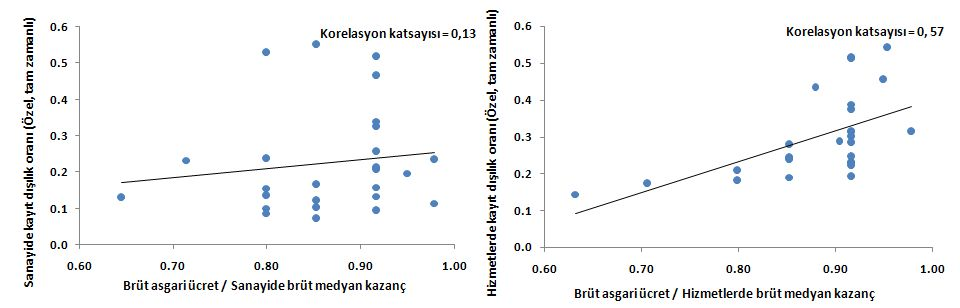 Korelasyon katsayısı = 0,13
Sanayide kayıt dışılık oranı (Özel, tam zamanlı)
0.6
0.5
0.4
0.3
0.2
0.1
0.0
0.60 0.70 0.80 0.90 1.00
Brüt asgari ücret / Sanayide brüt medyan kazanç
Korelasyon katsayısı = 0, 57
Hizmetlerde kayıt dışılık oranı (Özel, tam zamanlı)
0.6
0.5
0.4
0.3
0.2
0.1
0.0
0.60 0.70 0.80 0.90 1.00
Brüt asgari ücret / Hizmetlerde brüt medyan kazanç